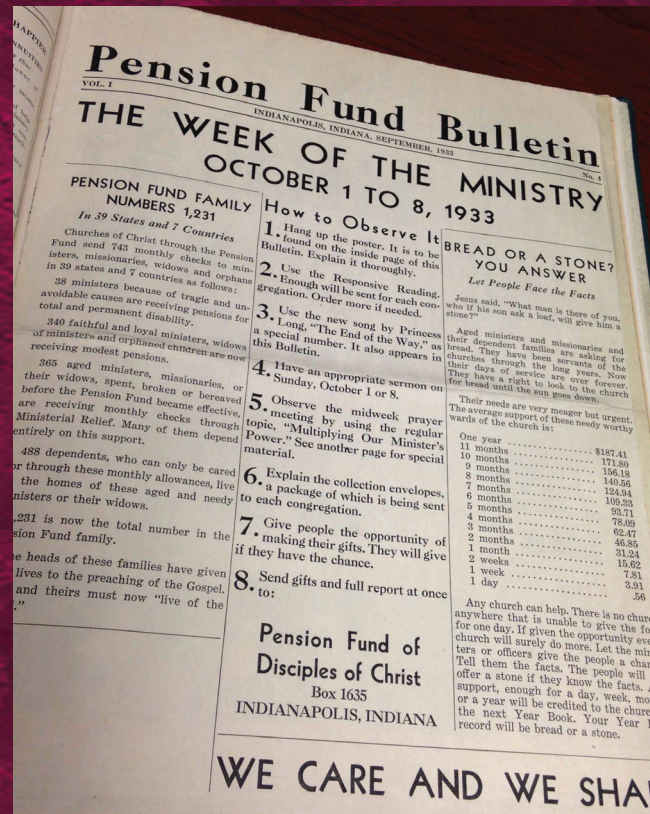 Pension Fund Bulletin
VOL. I
INDIANAPOLIS, INDIANA, SEPTEMBER, 1933
No. 4
THE WEEK OF THE MINISTRY
OCTOBER 1 TO 8, 1933
PENSION FUND FAMILY
NUMBERS 1,231
In 39 States and 7 Countries
Churches of Christ through the Pension
Fund send 743 monthly checks to min-
isters, missionaries, widows and orphans
in 39 states and 7 countries as follows:
38 ministers because of tragic and un-
avoidable causes are receiving pensions for
total and permanent disability.
340 faithful and loyal ministers, widows
of ministers and orphaned children are now
receiving modest pensions.
365 aged ministers, missionaries, or
their widows, spent, broken or bereaved
before the Pension Fund became effective,
are receiving monthly checks through
Ministerial Relief. Many of them depend
entirely on this support.
488 dependents, who can only be cared
or through these monthly allowances, live
the homes of these aged and needy
nisters or their widows.
,231 is now the total number in the
sion Fund family.
e heads of these families have given
lives to the preaching of the Gospel.
and theirs must now "live of the
."
How to Observe It
1. Hang up the poster. It is to be
found on the inside page of this
Bulletin. Explain it thoroughly.
2. Use the Responsive Reading.
Enough will be sent for each con-
gregation. Order more if needed.
3. Use the new song by Princess
Long, "The End of the Way," as
a special number. It also appears in
this Bulletin.
4. Have an appropriate sermon on
Sunday, October 1 or 8.
5. Observe the midweek prayer
meeting by using the regular
topic, "Multiplying Our Minister's
Power." See another page for special
material.
6. Explain the collection envelopes,
a package of which is being sent
to each congregation.
7. Give people the opportunity of
making their gifts. They will give
if they have the chance.
8. Send gifts and full report at once
to:
Pension Fund of
Disciples of Christ
Box 1635
INDIANAPOLIS, INDIANA
BREAD OR A STONE?
YOU ANSWER
Let People Face the Facts
Jesus said, "What man is there of you,
who if his son ask a loaf, will give him a
stone?"
Aged ministers and missionaries and
their dependent families are asking for
bread. They have been servants of the
churches through the long years. Now
their days of service are over forever.
They have a right to look to the church
for bread until the sun goes down.
Their needs are very meager but urgent.
The average support of these needy worthy
wards of the church is:
One year ............ $187.41
11 months ............ 171.80
10 months ............ 156.18
9 months ............ 140.56
8 months ............ 124.94
7 months ............ 109.33
6 months ............ 93.71
5 months ............ 78.09
4 months ............ 62.47
3 months ............ 46.85
2 months ............ 31.24
1 month ............ 15.62
2 weeks ............ 7.81
1 week ............ 3.91
1 day ............ .56
Any church can help. There is no churc
anywhere that is unable to give the fo
for one day. If given the opportunity eve
church will surely do more. Let the min
ters or officers give the people a char
Tell them the facts. The people will
offer a stone if they know the facts.
support, enough for a day, week, mo
or a year will be credited to the churc
the next Year Book. Your Year
record will be bread or a stone.
WE CARE AND WE SHA